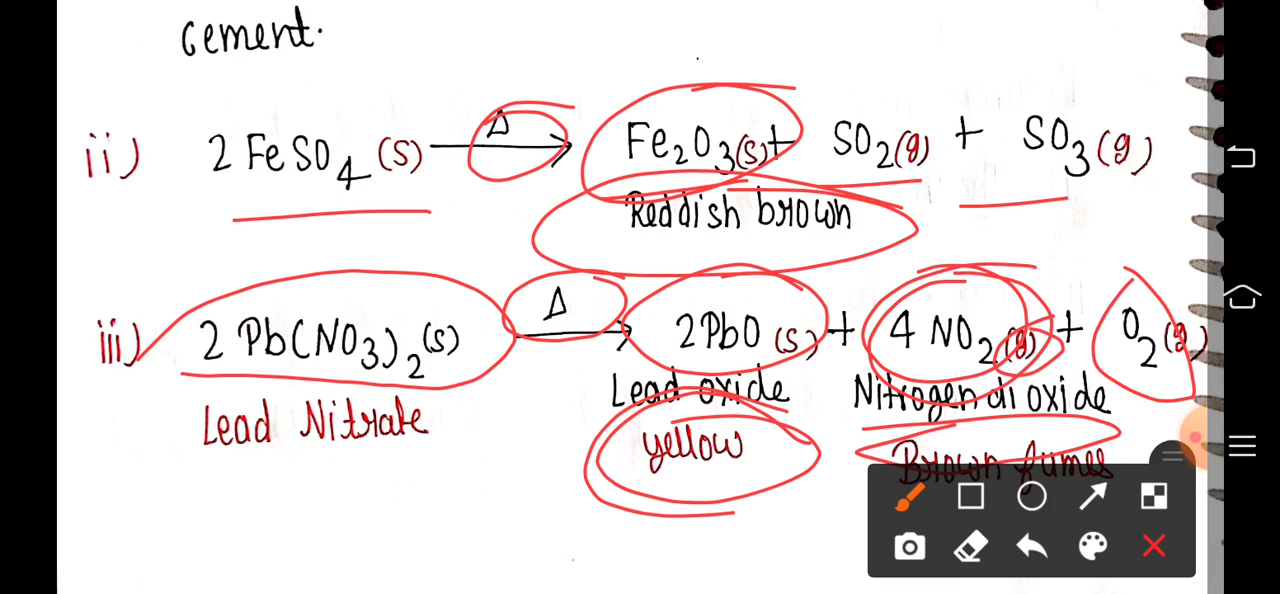 cement.
ii) 2 FeSO4 (s) Δ→ Fe2O3(s) + SO2(g) + SO3(g)
Reddish brown
iii) 2 Pb(NO3)2(s) Δ→ 2PbO (s) + 4 NO2(g) + O2(g)
Lead Nitrate Lead oxide Nitrogen dioxide
yellow Brown fumes